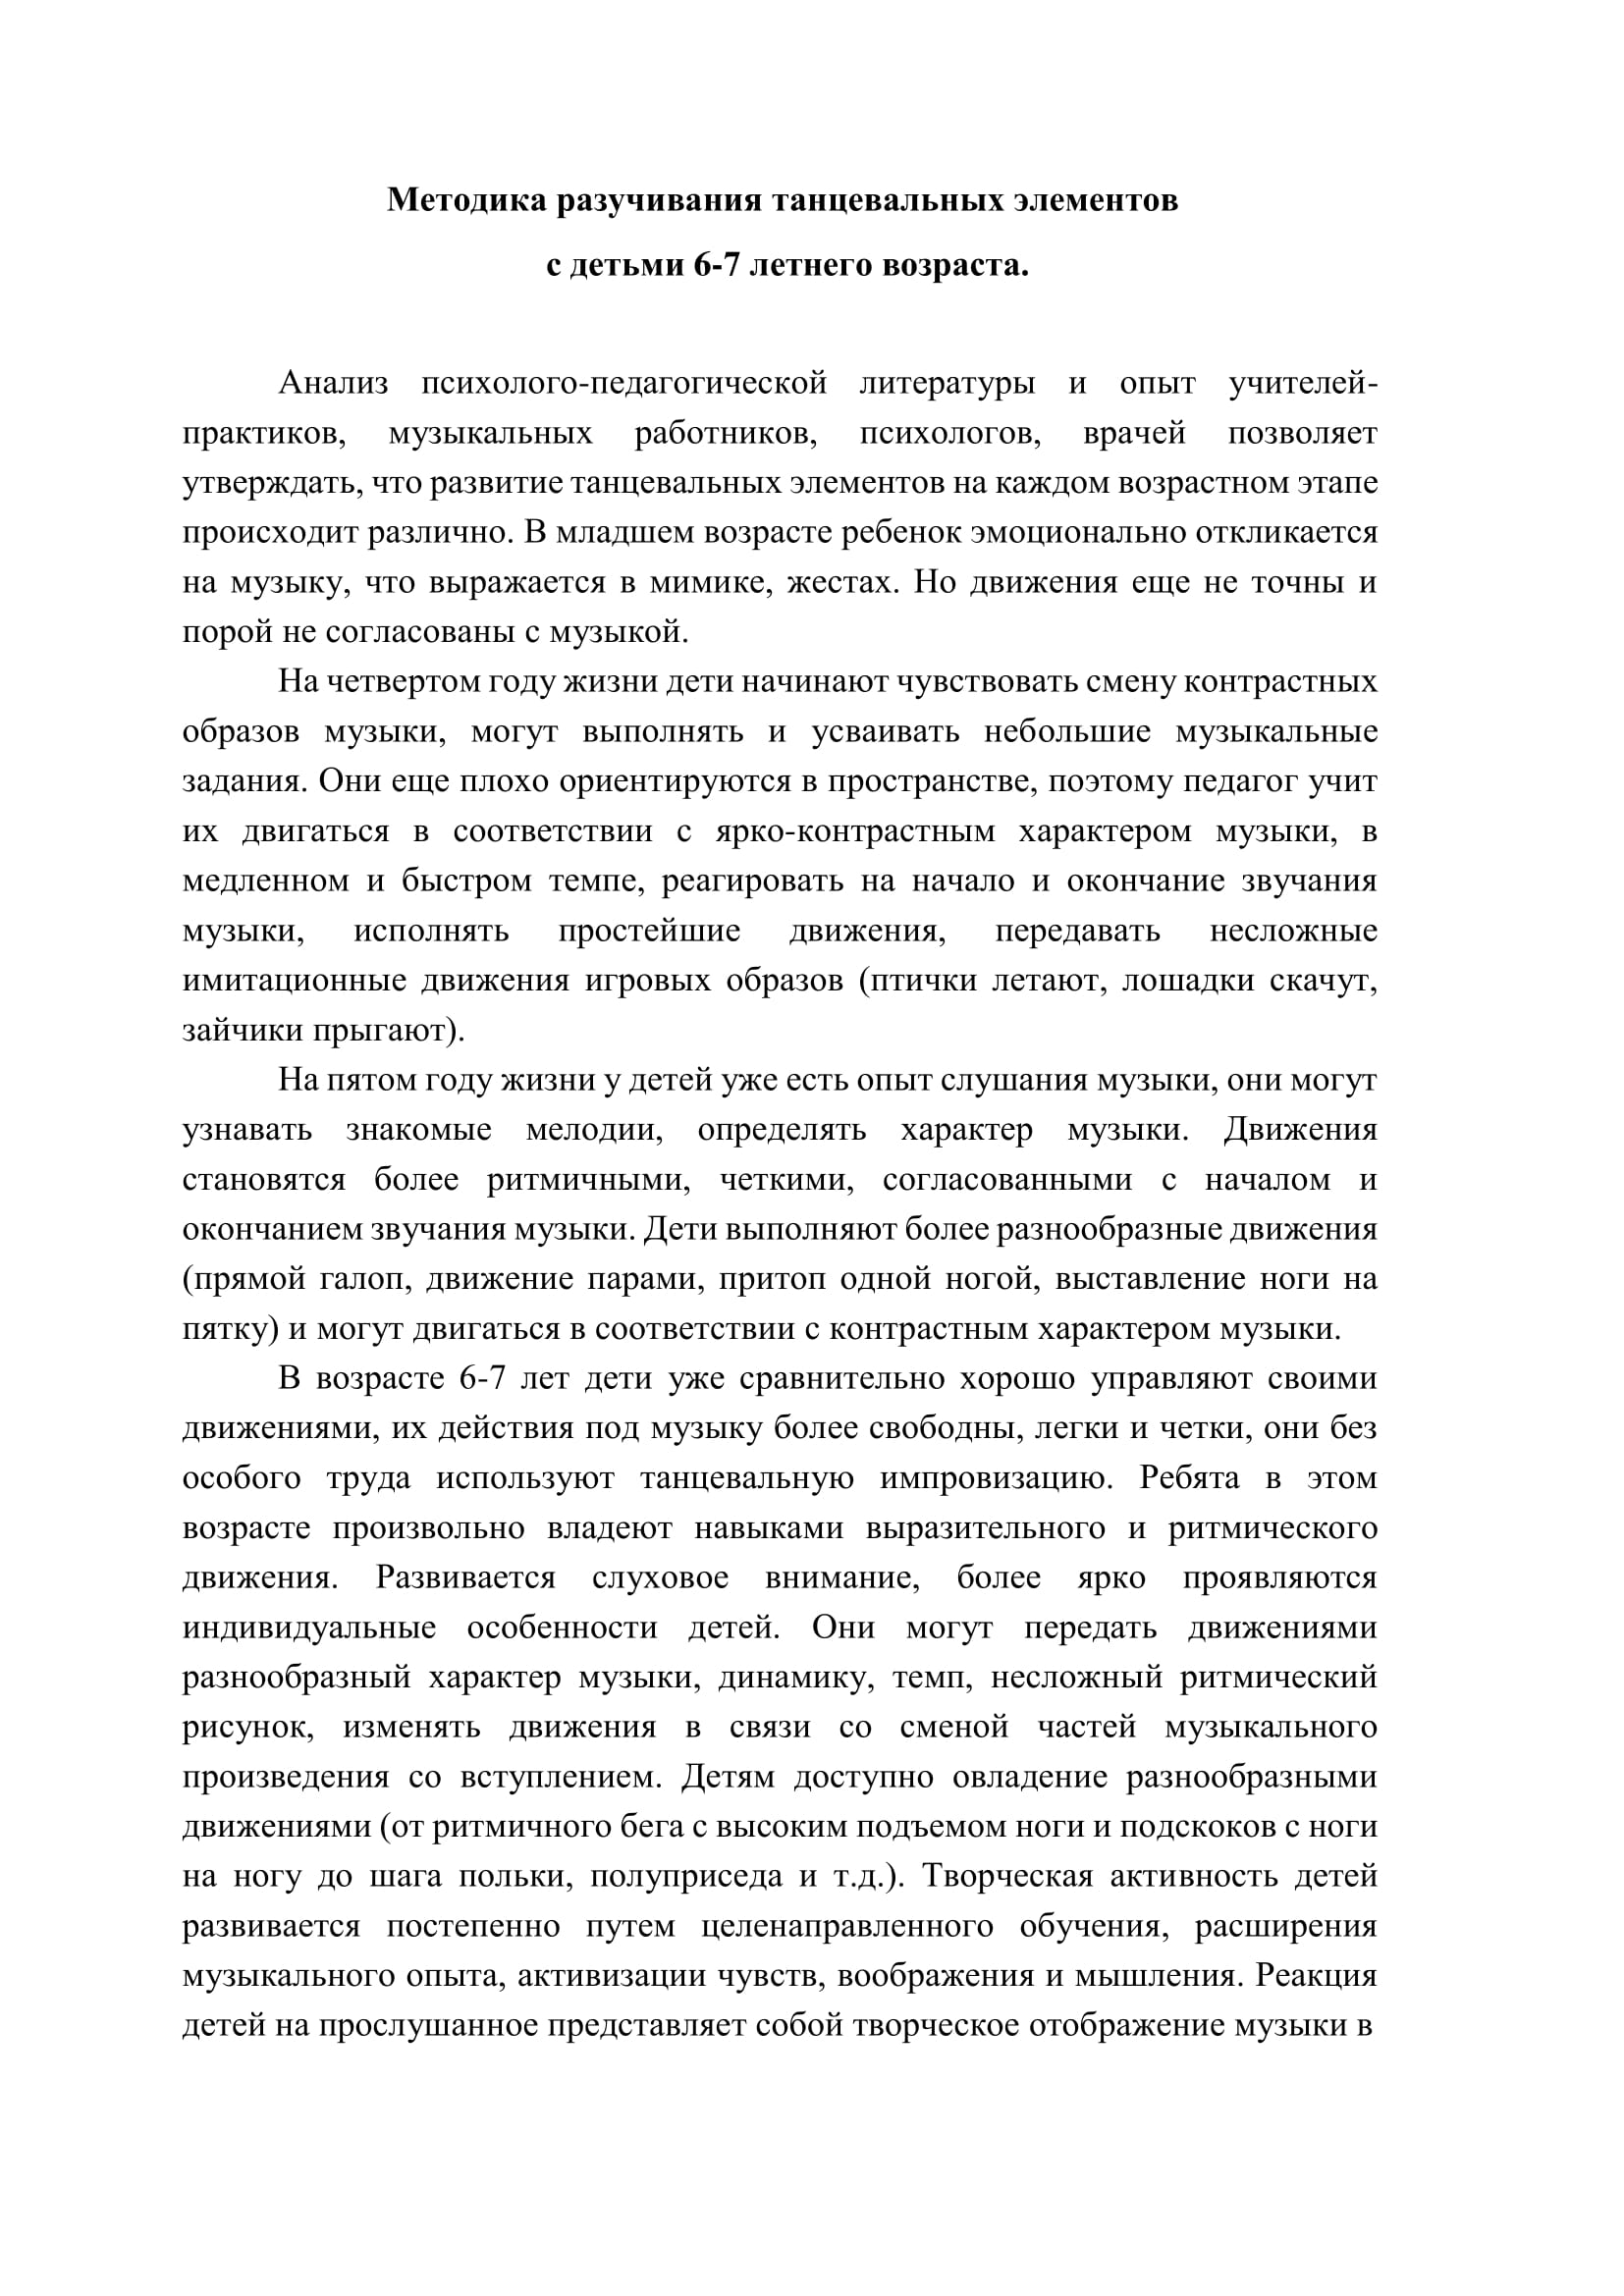 Методика разучивания танцевальных элементов
с детьми 6-7 летнего возраста.
Анализ психолого-педагогической литературы и опыт учителей-
практиков, музыкальных работников, психологов, врачей позволяет
утверждать, что развитие танцевальных элементов на каждом возрастном этапе
происходит различно. В младшем возрасте ребенок эмоционально откликается
на музыку, что выражается в мимике, жестах. Но движения еще не точны и
порой не согласованы с музыкой.
На четвертом году жизни дети начинают чувствовать смену контрастных
образов музыки, могут выполнять и усваивать небольшие музыкальные
задания. Они еще плохо ориентируются в пространстве, поэтому педагог учит
их двигаться в соответствии с ярко-контрастным характером музыки, в
медленном и быстром темпе, реагировать на начало и окончание звучания
музыки, исполнять простейшие движения, передавать несложные
имитационные движения игровых образов (птички летают, лошадки скачут,
зайчики прыгают).
На пятом году жизни у детей уже есть опыт слушания музыки, они могут
узнавать знакомые мелодии, определять характер музыки. Движения
становятся более ритмичными, четкими, согласованными с началом и
окончанием звучания музыки. Дети выполняют более разнообразные движения
(прямой галоп, движение парами, притоп одной ногой, выставление ноги на
пятку) и могут двигаться в соответствии с контрастным характером музыки.
В возрасте 6-7 лет дети уже сравнительно хорошо управляют своими
движениями, их действия под музыку более свободны, легки и четки, они без
особого труда используют танцевальную импровизацию. Ребята в этом
возрасте произвольно владеют навыками выразительного и ритмического
движения. Развивается слуховое внимание, более ярко проявляются
индивидуальные особенности детей. Они могут передать движениями
разнообразный характер музыки, динамику, темп, несложный ритмический
рисунок, изменять движения в связи со сменой частей музыкального
произведения со вступлением. Детям доступно овладение разнообразными
движениями (от ритмичного бега с высоким подъемом ноги и подскоков с ноги
на ногу до шага польки, полуприседа и т.д.). Творческая активность детей
развивается постепенно путем целенаправленного обучения, расширения
музыкального опыта, активизации чувств, воображения и мышления. Реакция
детей на прослушанное представляет собой творческое отображение музыки в